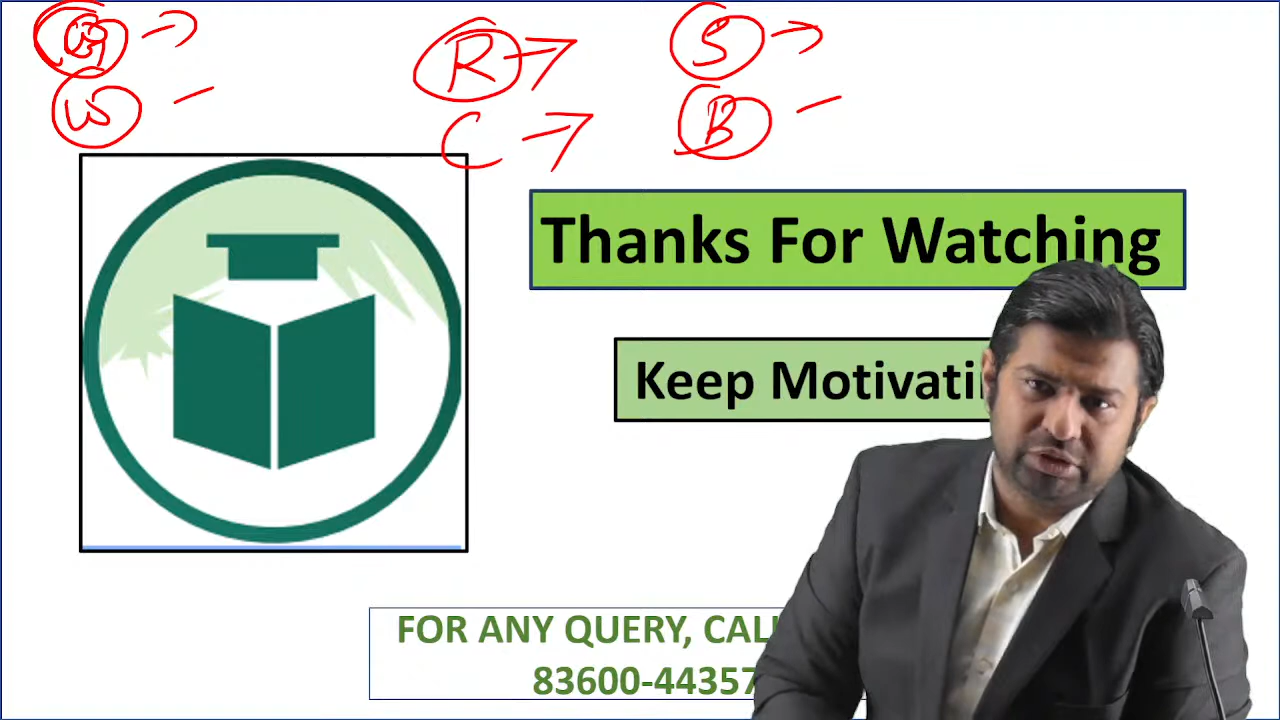 R
S
W
C
B
Thanks For Watching
Keep Motivati
FOR ANY QUERY, CAL
83600-44357